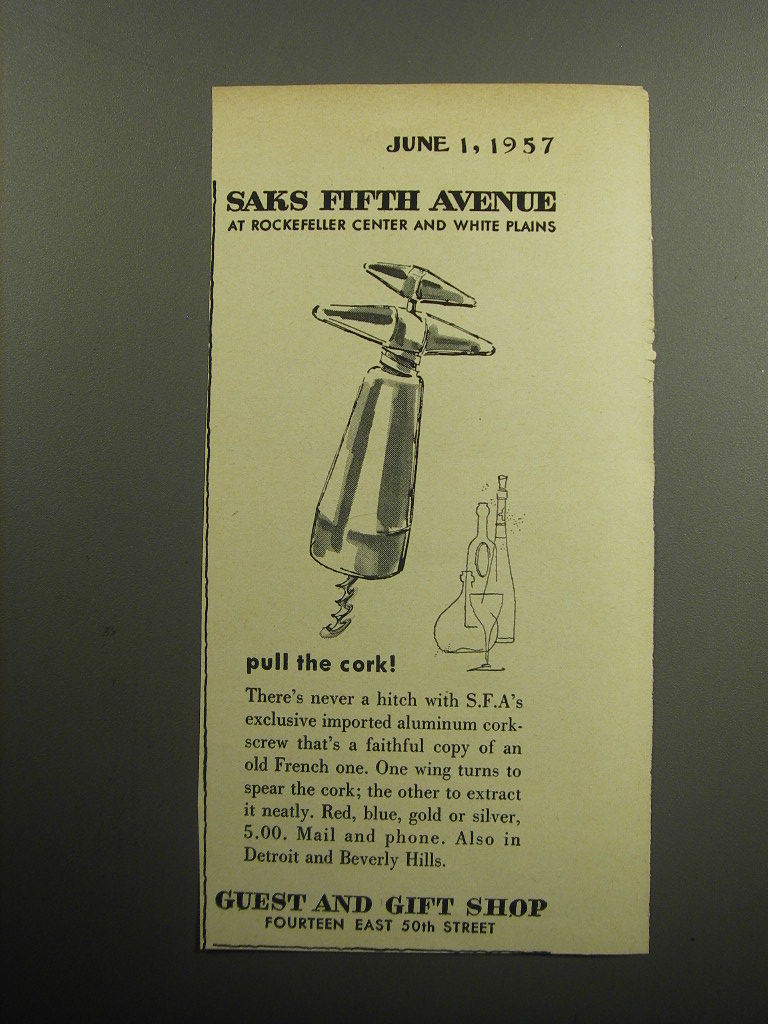 JUNE 1, 1957
SAKS FIFTH AVENUE
AT ROCKEFELLER CENTER AND WHITE PLAINS
pull the cork!
There's never a hitch with S.F.A's
exclusive imported aluminum cork-
screw that's a faithful copy of an
old French one. One wing turns to
spear the cork; the other to extract
it neatly. Red, blue, gold or silver,
5.00. Mail and phone. Also in
Detroit and Beverly Hills.
GUEST AND GIFT SHOP
FOURTEEN EAST 50th STREET